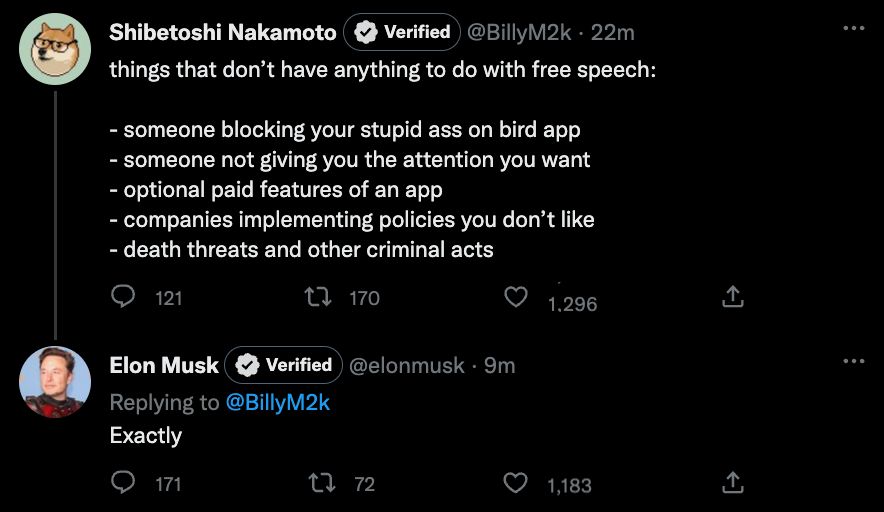 Shibetoshi Nakamoto Verified @BillyM2k · 22m
things that don’t have anything to do with free speech:
- someone blocking your stupid ass on bird app
- someone not giving you the attention you want
- optional paid features of an app
- companies implementing policies you don’t like
- death threats and other criminal acts
121 170 1,296
Elon Musk Verified @elonmusk · 9m
Replying to @BillyM2k
Exactly
171 72 1,183